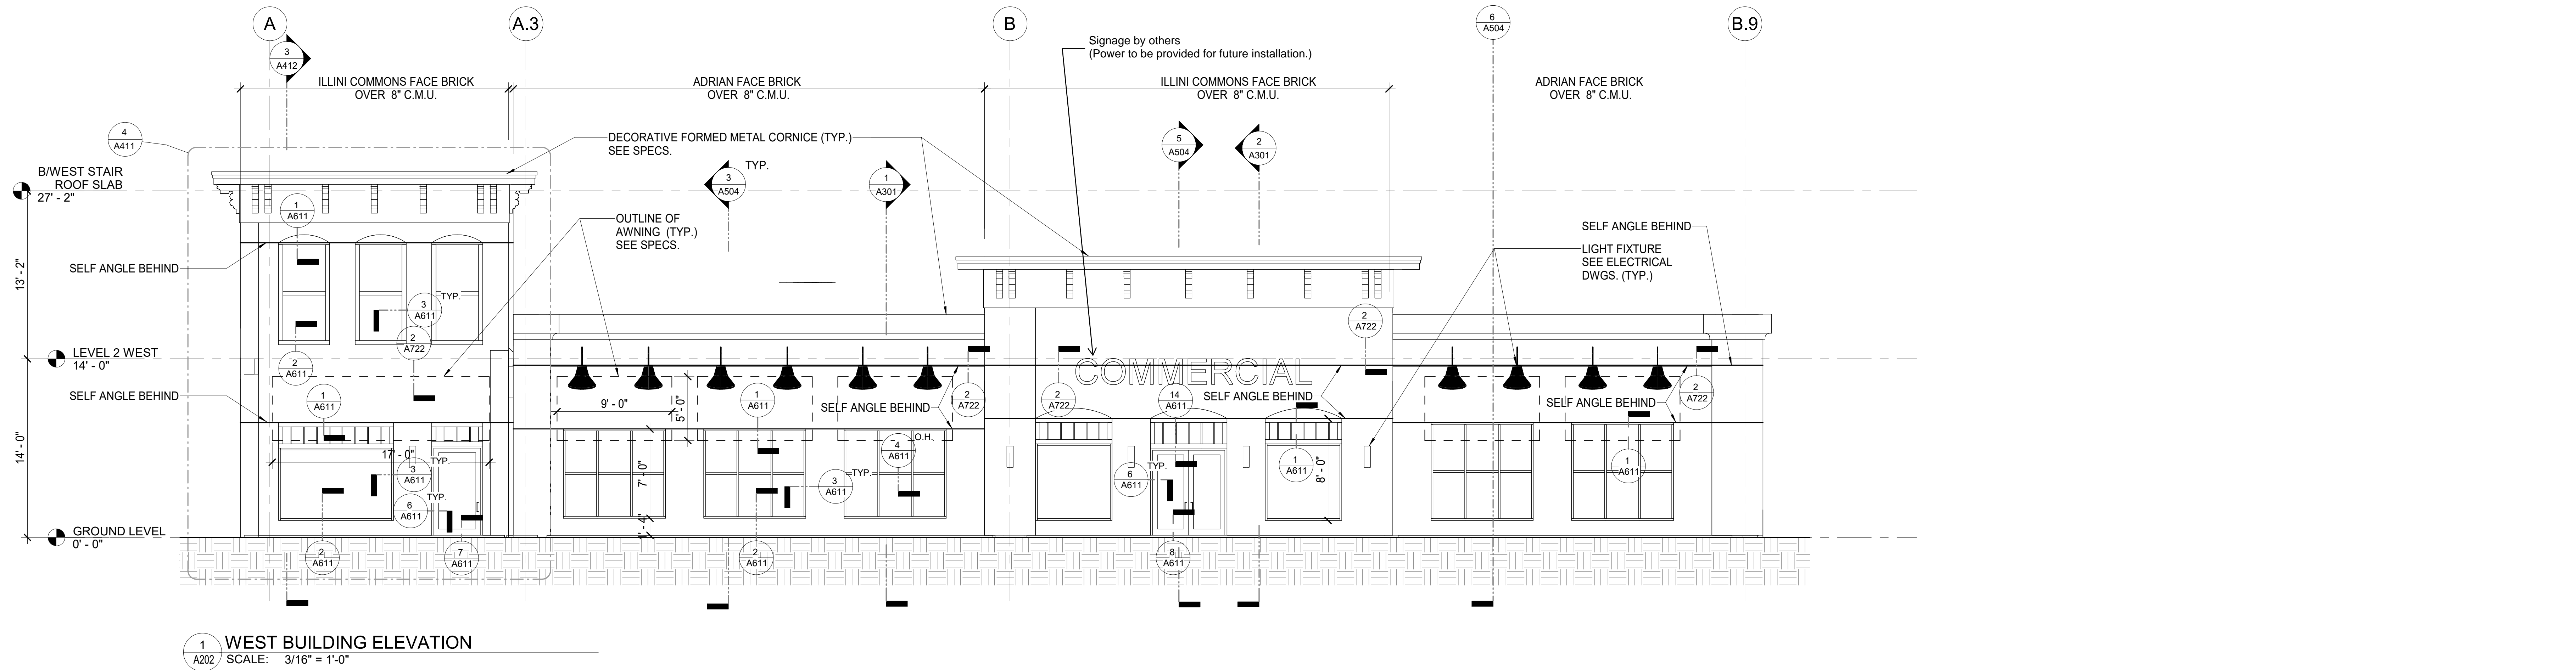 A
A.3
B
6
A504
B.9
3
A412
Signage by others
(Power to be provided for future installation.)
ILLINI COMMONS FACE BRICK
OVER 8" C.M.U.
ADRIAN FACE BRICK
OVER 8" C.M.U.
ILLINI COMMONS FACE BRICK
OVER 8" C.M.U.
ADRIAN FACE BRICK
OVER 8" C.M.U.
4
A411
DECORATIVE FORMED METAL CORNICE (TYP.)
SEE SPECS.
5
A504
2
A301
TYP.
3
A504
1
A301
B/WEST STAIR
ROOF SLAB
27' - 2"
1
A611
OUTLINE OF
AWNING (TYP.)
SEE SPECS.
SELF ANGLE BEHIND
LIGHT FIXTURE
SEE ELECTRICAL
DWGS. (TYP.)
SELF ANGLE BEHIND
13' - 2"
3
A611
TYP.
2
A722
2
A722
LEVEL 2 WEST
14' - 0"
2
A611
COMMERCIAL
SELF ANGLE BEHIND
1
A611
9' - 0"
5' - 0"
1
A611
SELF ANGLE BEHIND
2
A722
2
A722
14
A611
SELF ANGLE BEHIND
SELF ANGLE BEHIND
2
A722
14' - 0"
17' - 0"
TYP.
3
A611
TYP.
6
A611
7' - 0"
1' - 4"
3
A611
TYP.
O.H.
4
A611
6
A611
TYP.
1
A611
8' - 0"
1
A611
GROUND LEVEL
0' - 0"
2
A611
7
A611
2
A611
8
A611
1
A202
WEST BUILDING ELEVATION
SCALE: 3/16" = 1'-0"